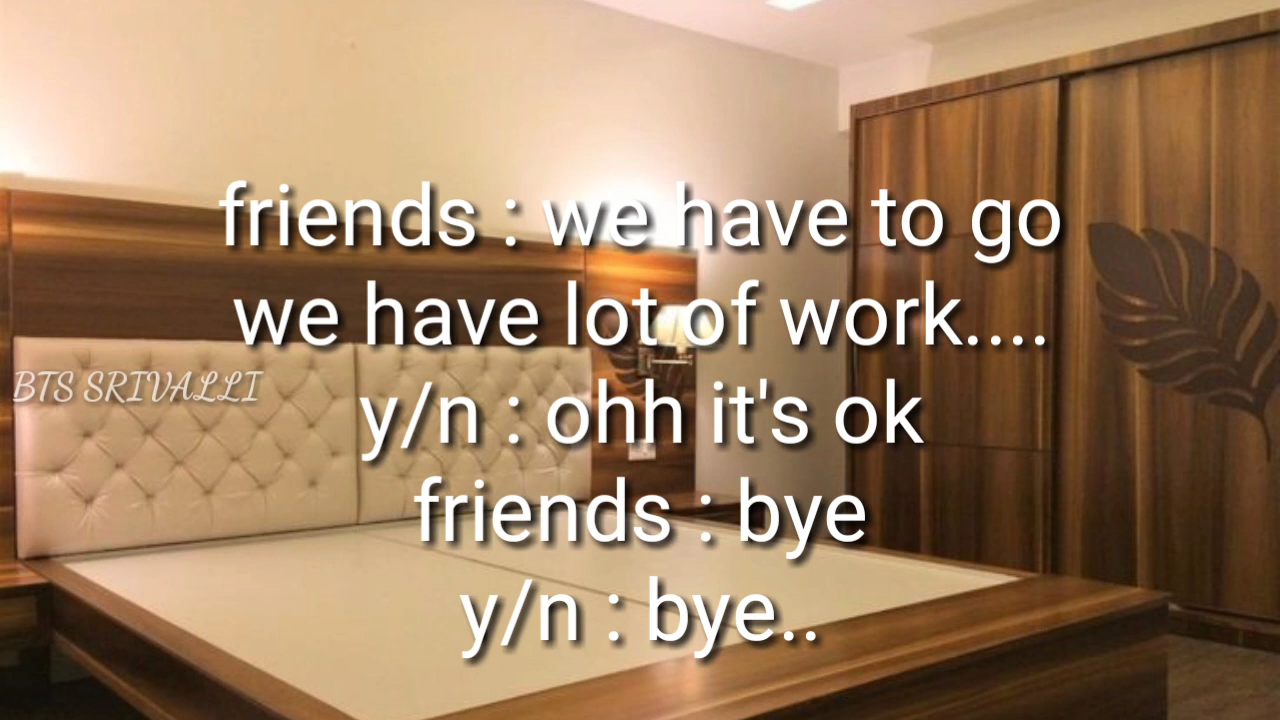 friends : we have to go
we have lot of work....
BTS SRIVALLI
y/n : ohh it's ok
friends : bye
y/n : bye..